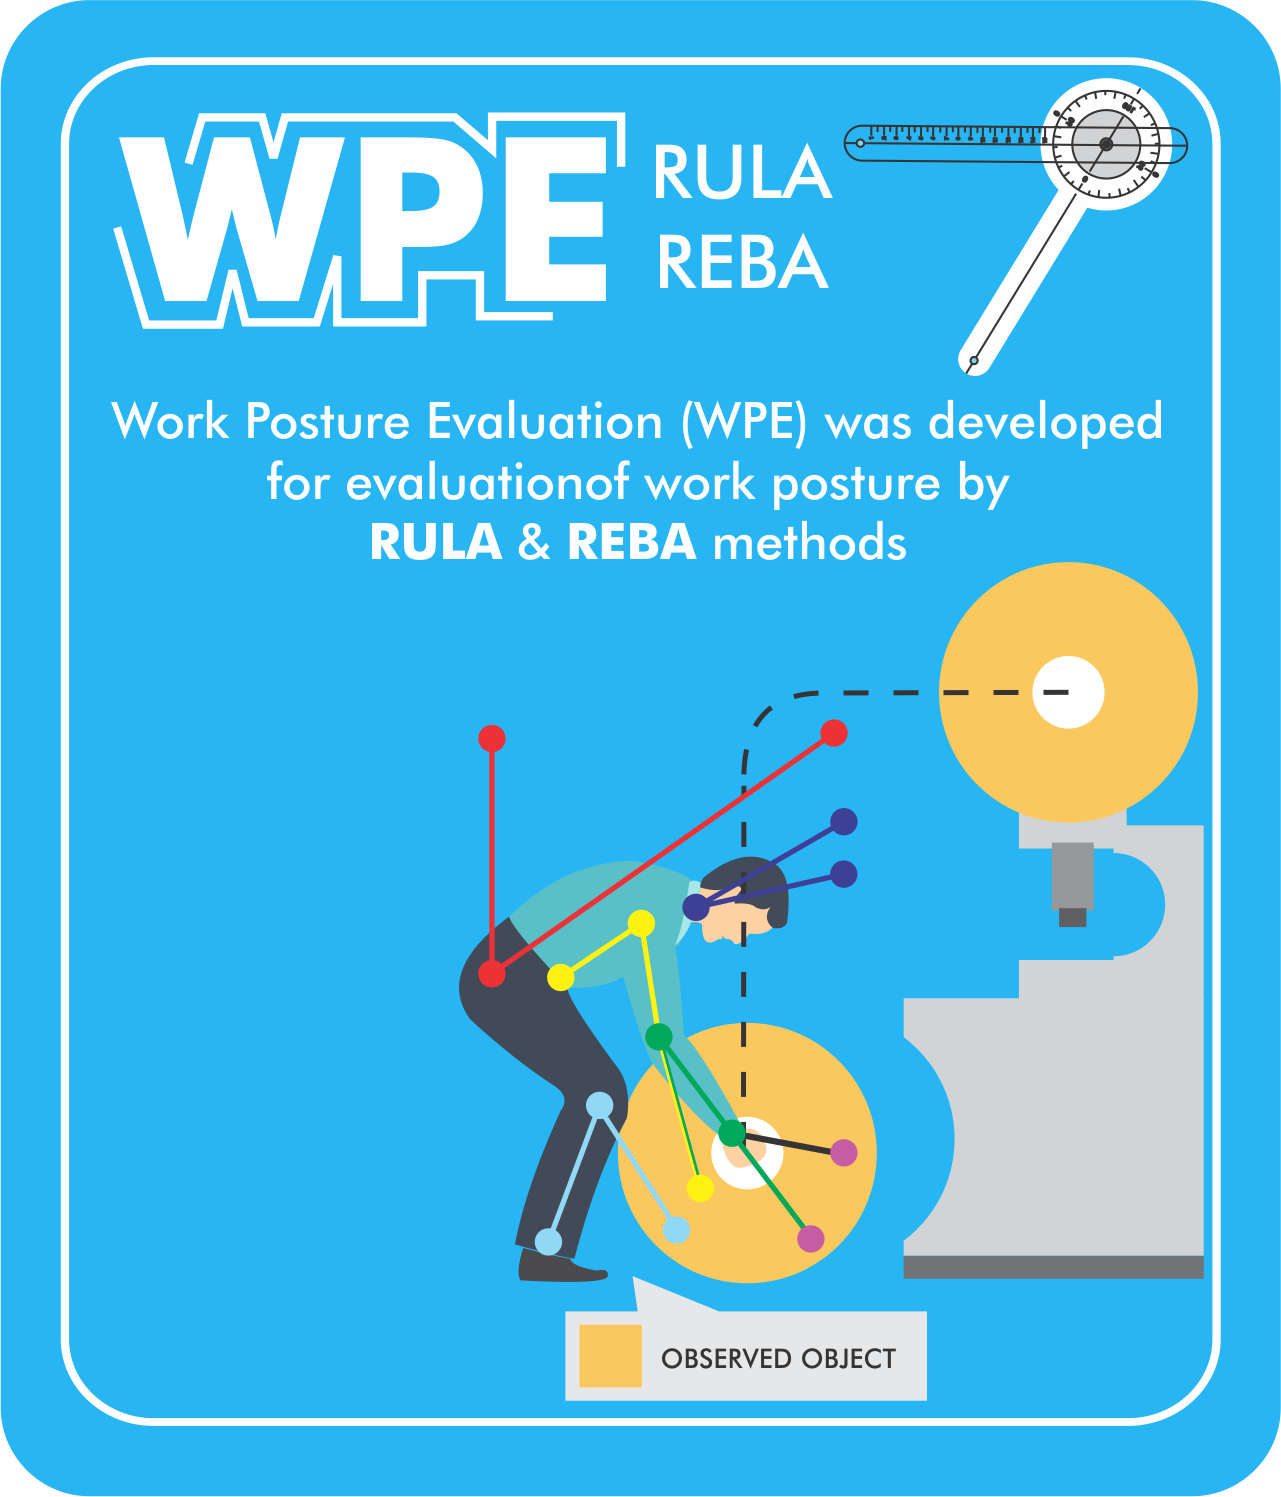 WPE
RULA
REBA
Work Posture Evaluation (WPE) was developed
for evaluationof work posture by
RULA & REBA methods
OBSERVED OBJECT